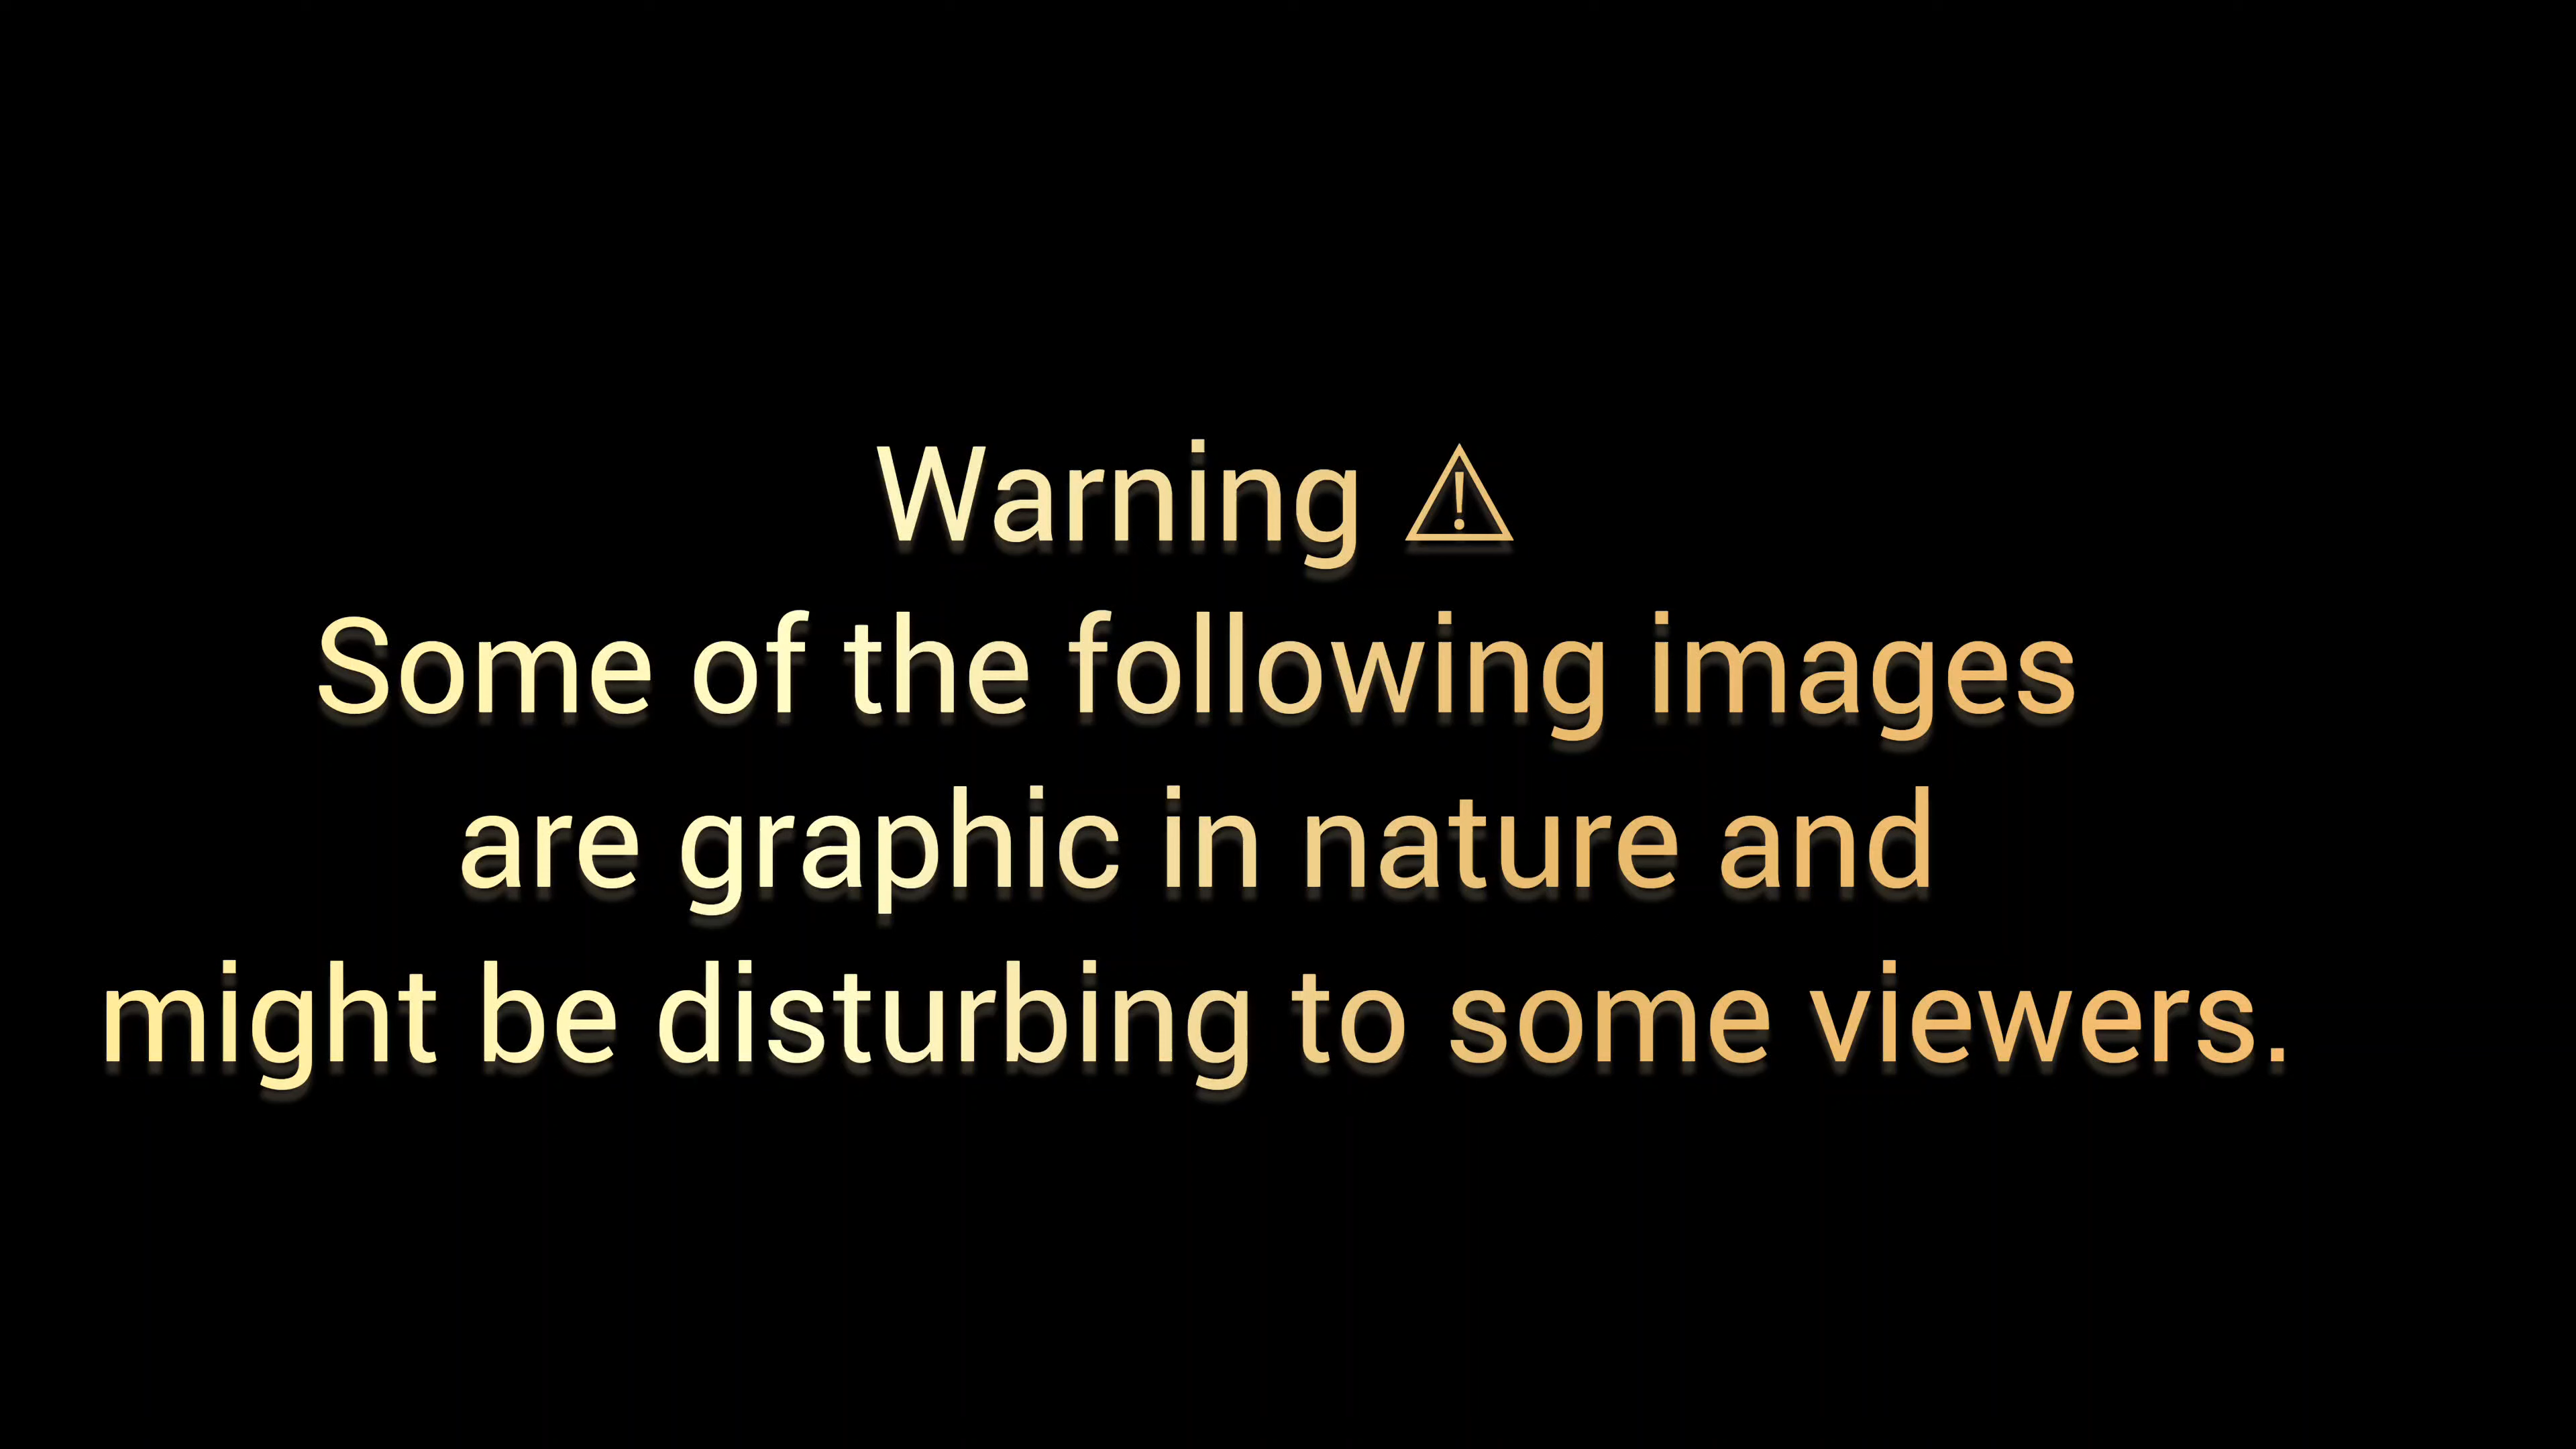 Warning ⚠
Some of the following images
are graphic in nature and
might be disturbing to some viewers.